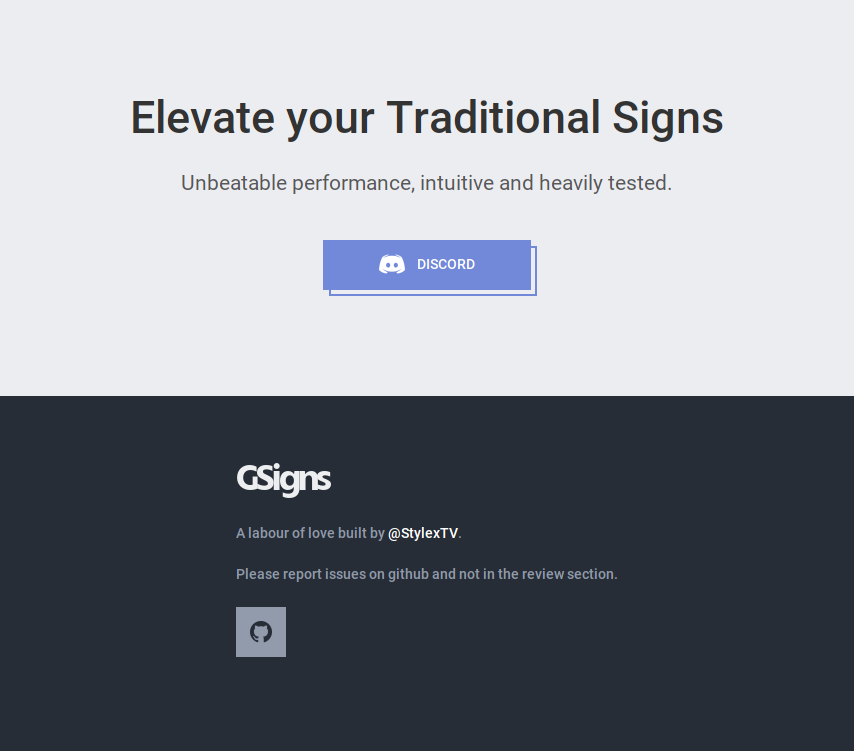 Elevate your Traditional Signs
Unbeatable performance, intuitive and heavily tested.
DISCORD
GSigns
A labour of love built by @StylexTV.
Please report issues on github and not in the review section.